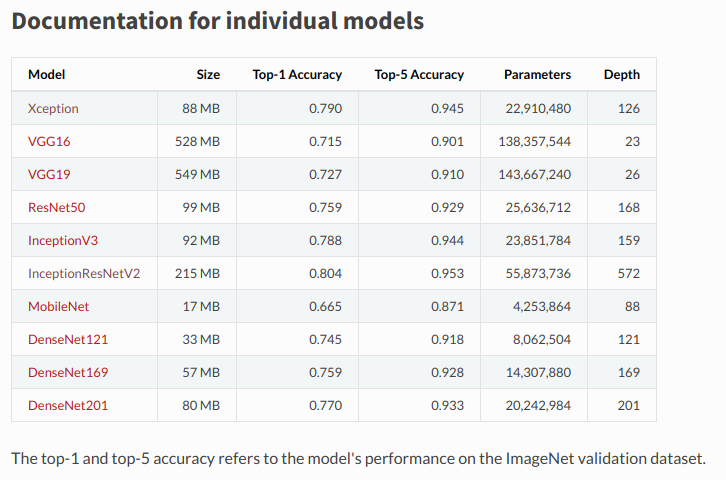 Documentation for individual models
Model Size Top-1 Accuracy Top-5 Accuracy Parameters Depth
Xception 88 MB 0.790 0.945 22,910,480 126
VGG16 528 MB 0.715 0.901 138,357,544 23
VGG19 549 MB 0.727 0.910 143,667,240 26
ResNet50 99 MB 0.759 0.929 25,636,712 168
InceptionV3 92 MB 0.788 0.944 23,851,784 159
InceptionResNetV2 215 MB 0.804 0.953 55,873,736 572
MobileNet 17 MB 0.665 0.871 4,253,864 88
DenseNet121 33 MB 0.745 0.918 8,062,504 121
DenseNet169 57 MB 0.759 0.928 14,307,880 169
DenseNet201 80 MB 0.770 0.933 20,242,984 201
The top-1 and top-5 accuracy refers to the model's performance on the ImageNet validation dataset.